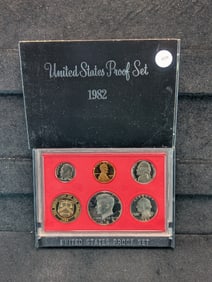 United States Proof Set
1982
UNITED STATES PROOF SET